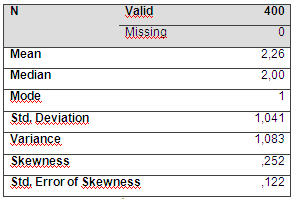 N Valid 400
Missing 0
Mean 2,26
Median 2,00
Mode 1
Std, Deviation 1,041
Variance 1,083
Skewness ,252
Std, Error of Skewness ,122